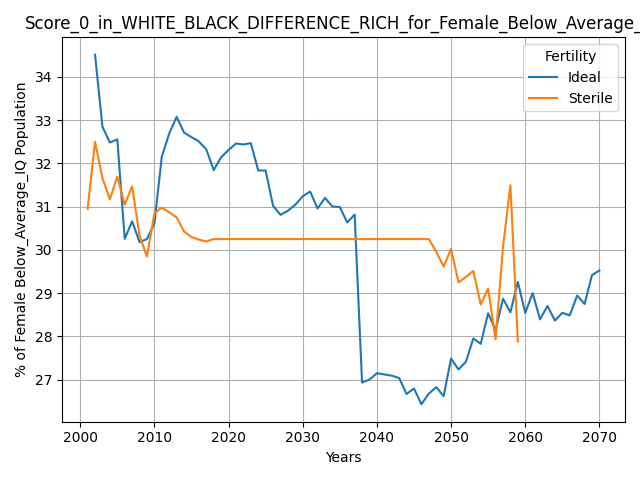 Score_0_in_WHITE_BLACK_DIFFERENCE_RICH_for_Female_Below_Average_
% of Female Below_Average_IQ Population
34
33
32
31
30
29
28
27
Fertility
Ideal
Sterile
2000 2010 2020 2030 2040 2050 2060 2070
Years